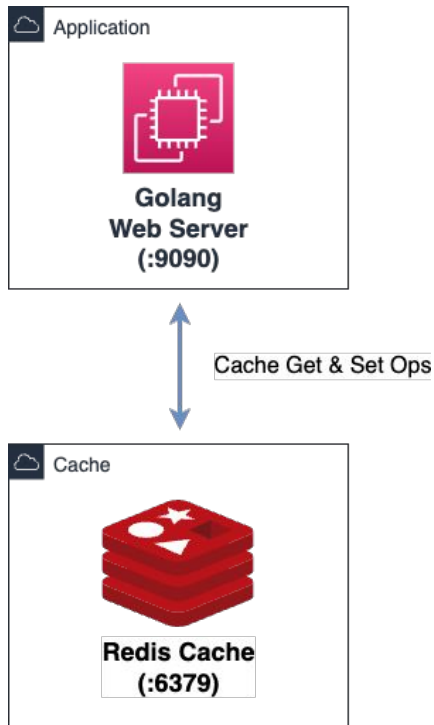 Application
Golang
Web Server
(:9090)
Cache Get & Set Ops
Cache
Redis Cache
(:6379)